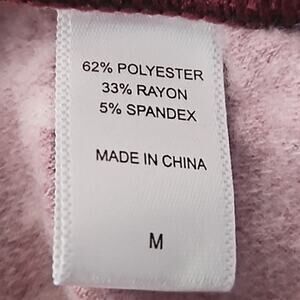 62% POLYESTER
33% RAYON
5% SPANDEX
MADE IN CHINA
M